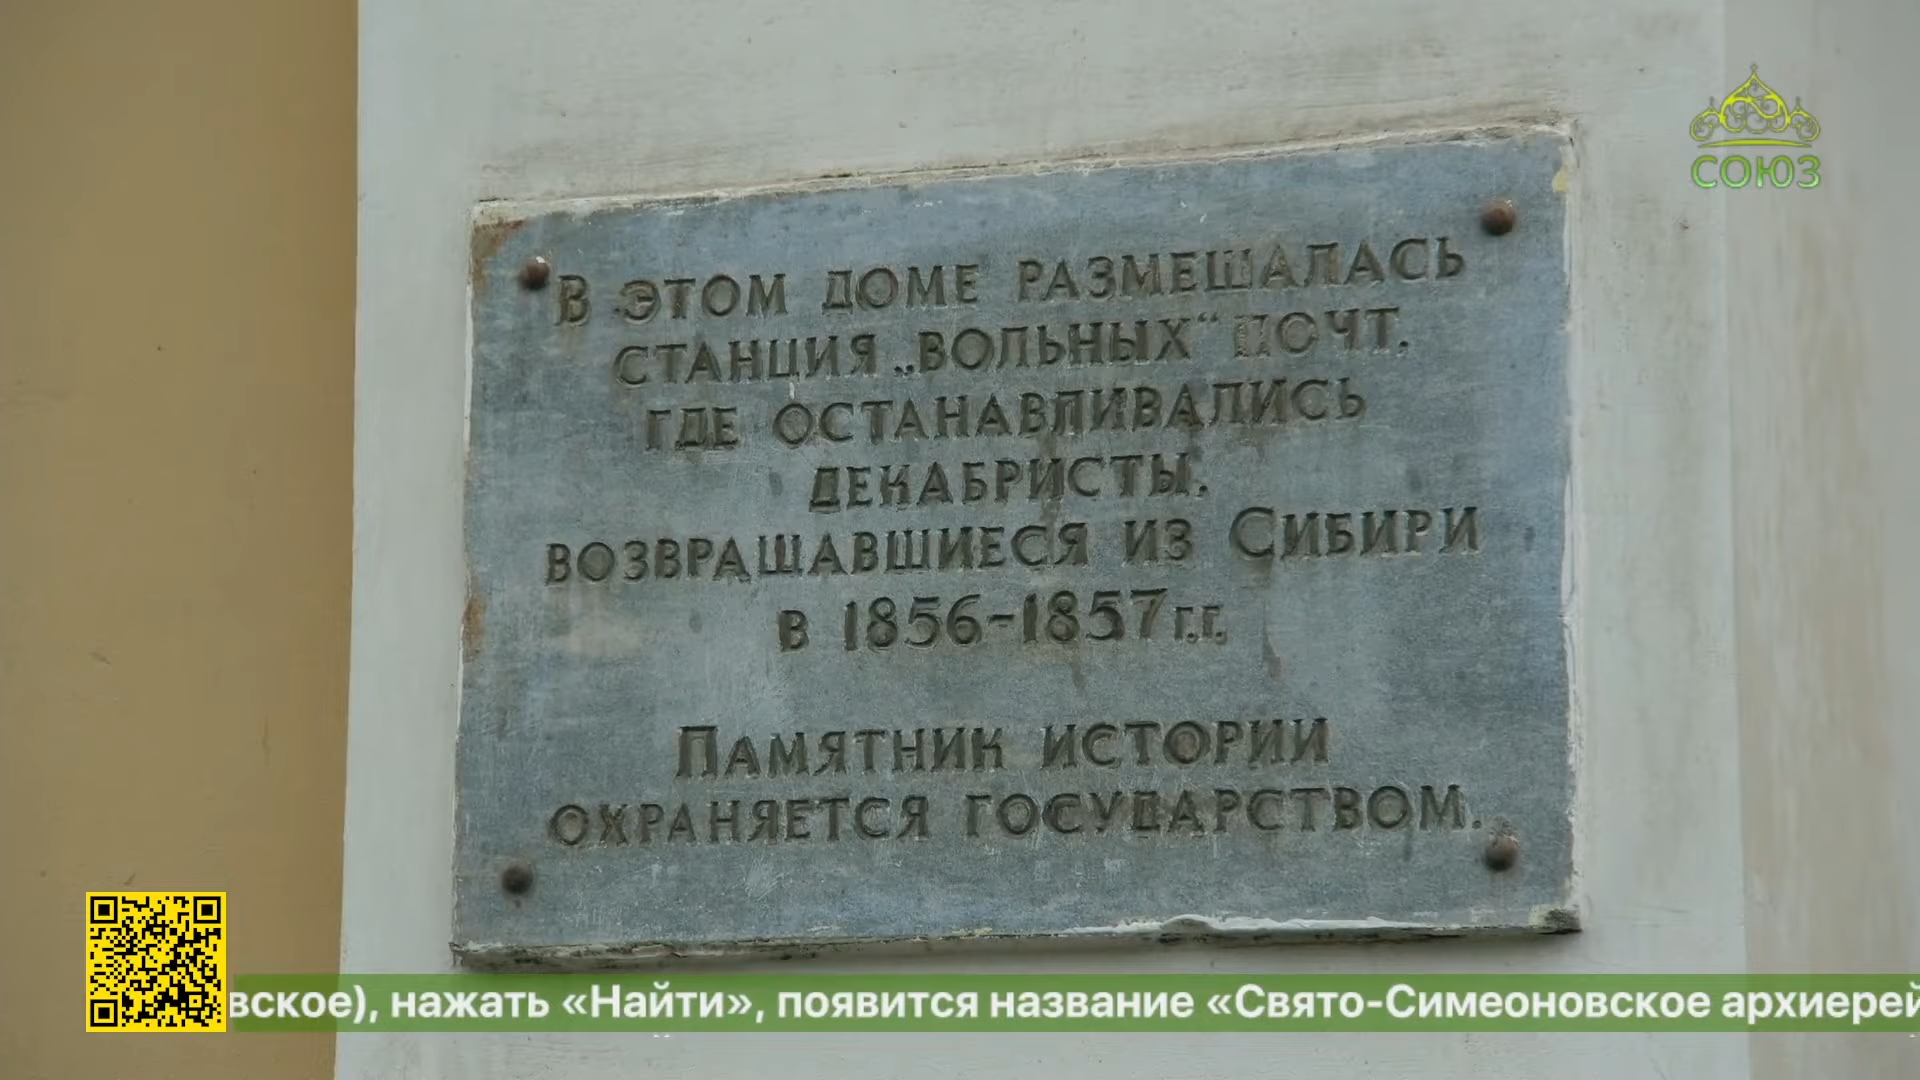 СОЮЗ
В ЭТОМ ДОМЕ РАЗМЕЩАЛАСЬ
СТАНЦИЯ „ВОЛЬНЫХ“ ПОЧТ,
ГДЕ ОСТАНАВЛИВАЛИСЬ
ДЕКАБРИСТЫ,
ВОЗВРАЩАВШИЕСЯ ИЗ СИБИРИ
В 1856-1857 Г.Г.
ПАМЯТНИК ИСТОРИИ
ОХРАНЯЕТСЯ ГОСУДАРСТВОМ.
вское), нажать «Найти», появится название «Свято-Симеоновское архиерей